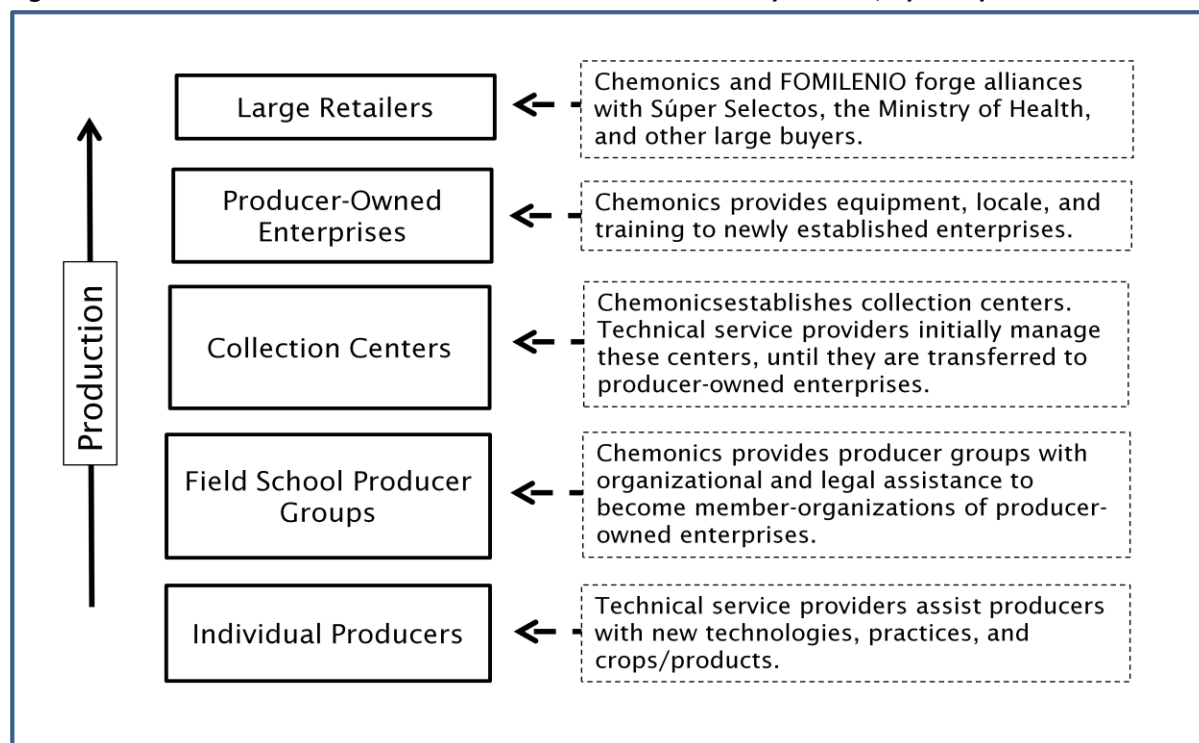 Large Retailers
Chemonics and FOMILENIO forge alliances
with Súper Selectos, the Ministry of Health,
and other large buyers.
Producer-Owned
Enterprises
Chemonics provides equipment, locale, and
training to newly established enterprises.
Collection Centers
Chemonicsestablishes collection centers.
Technical service providers initially manage
these centers, until they are transferred to
producer-owned enterprises.
Field School Producer
Groups
Chemonics provides producer groups with
organizational and legal assistance to
become member-organizations of producer-
owned enterprises.
Individual Producers
Technical service providers assist producers
with new technologies, practices, and
crops/products.
Production